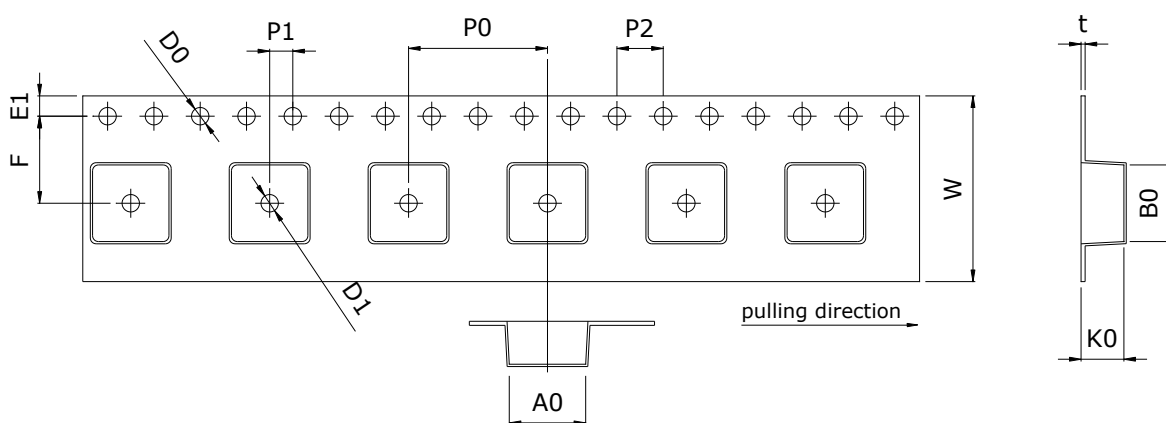 P1
P0
P2
t
D0
E1
F
W
B0
D1
pulling direction
K0
A0